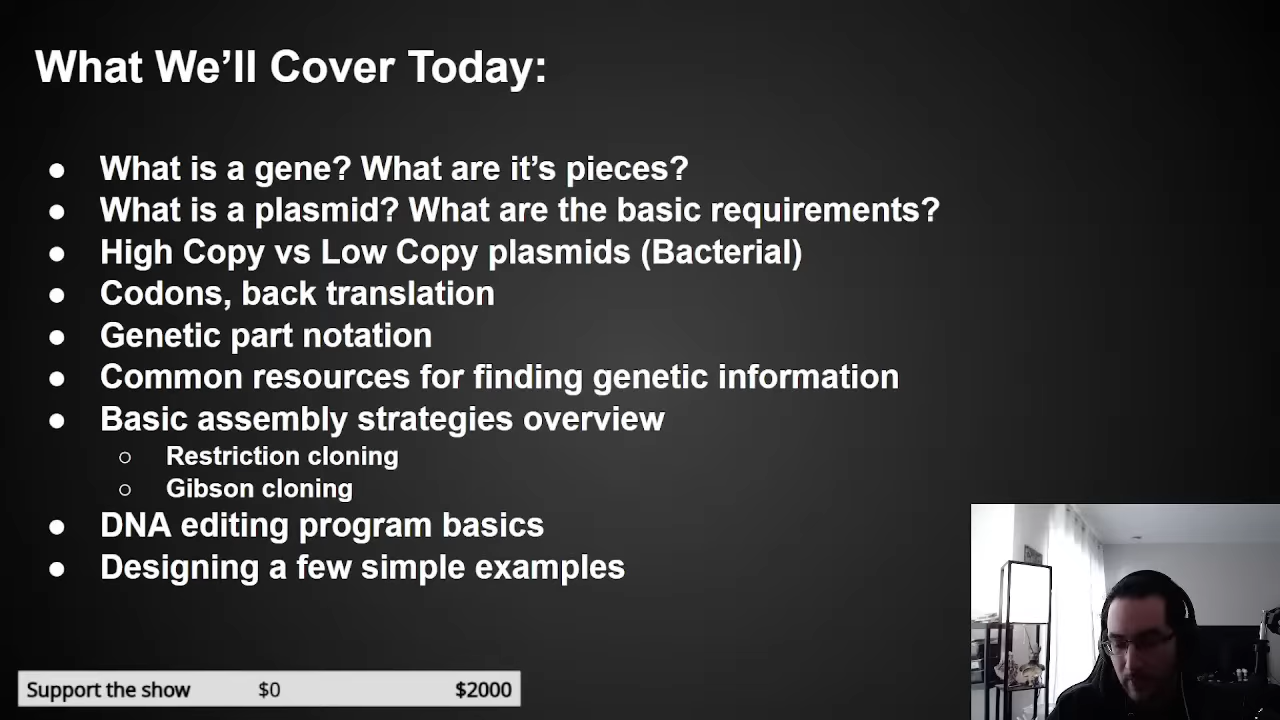 What We'll Cover Today:
● What is a gene? What are it's pieces?
● What is a plasmid? What are the basic requirements?
● High Copy vs Low Copy plasmids (Bacterial)
● Codons, back translation
● Genetic part notation
● Common resources for finding genetic information
● Basic assembly strategies overview
○ Restriction cloning
○ Gibson cloning
● DNA editing program basics
● Designing a few simple examples
Support the show $0 $2000